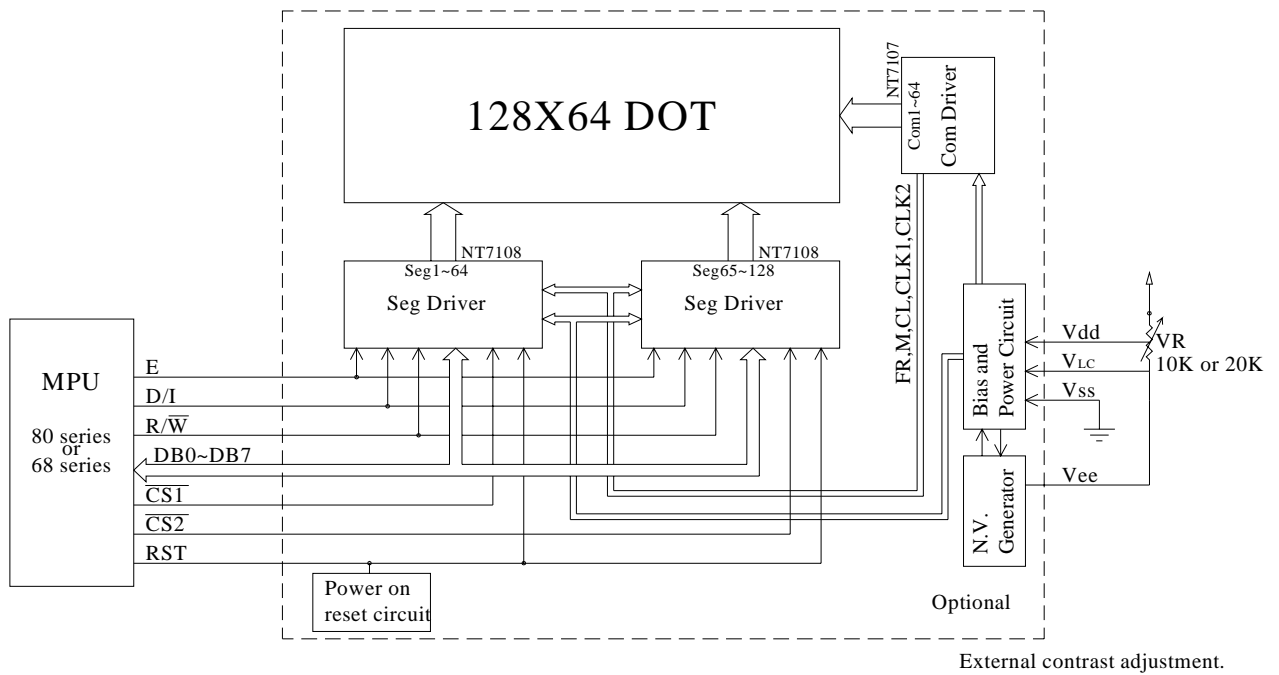 128X64 DOT
NT7107
Com1~64
Com Driver
FR,M,CL,CLK1,CLK2
NT7108
Seg1~64
Seg Driver
NT7108
Seg65~128
Seg Driver
MPU
80 series
or
68 series
E
D/I
R/W̅
DB0~DB7
C̅S̅1̅
C̅S̅2̅
RST
Power on
reset circuit
Bias and
Power Circuit
N.V.
Generator
Vdd
VLC
Vss
Vee
VR
10K or 20K
Optional
External contrast adjustment.